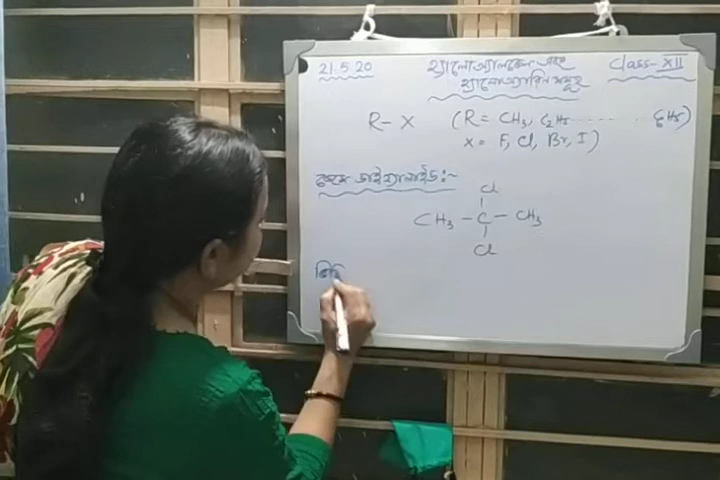 21.5.20
হ্যালোঅ্যালকেন এবং
হ্যালোঅ্যারিন সমূহ
Class-XII
R-X (R = CH3, C2H5 ........ C6H5)
X = F, Cl, Br, I)
জেম ডাইহ্যালাইড :~
Cl
CH3 - C - CH3
Cl
ভিসি